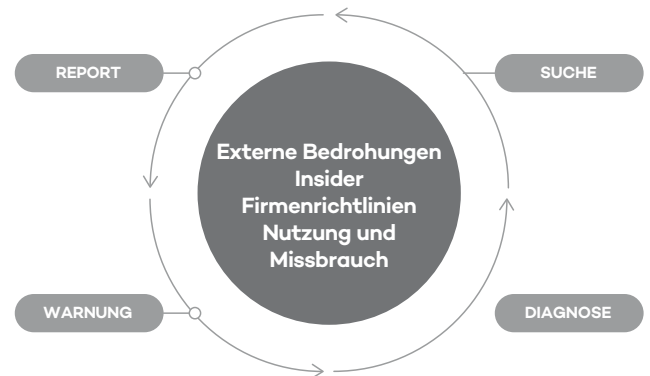 REPORT
SUCHE
Externe Bedrohungen
Insider
Firmenrichtlinien
Nutzung und
Missbrauch
WARNUNG
DIAGNOSE